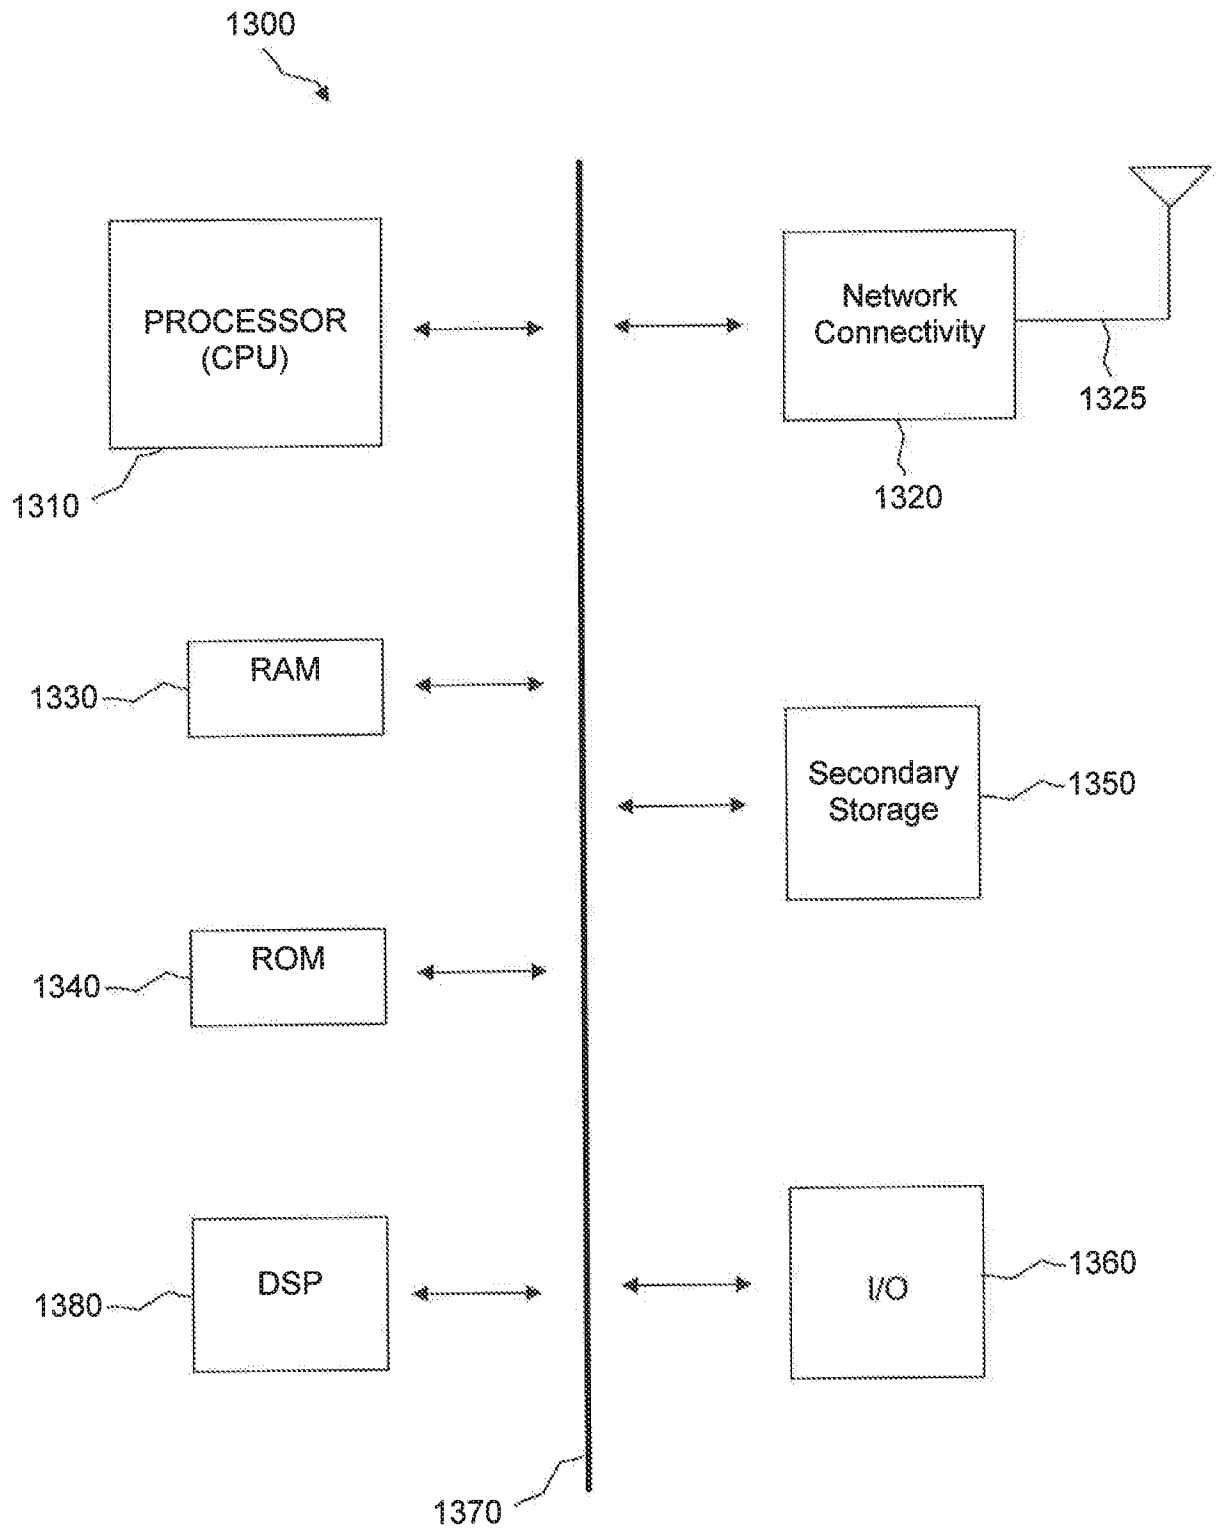 1300
PROCESSOR
(CPU)
1310
Network
Connectivity
1325
1320
RAM
1330
Secondary
Storage
1350
ROM
1340
DSP
1380
I/O
1360
1370